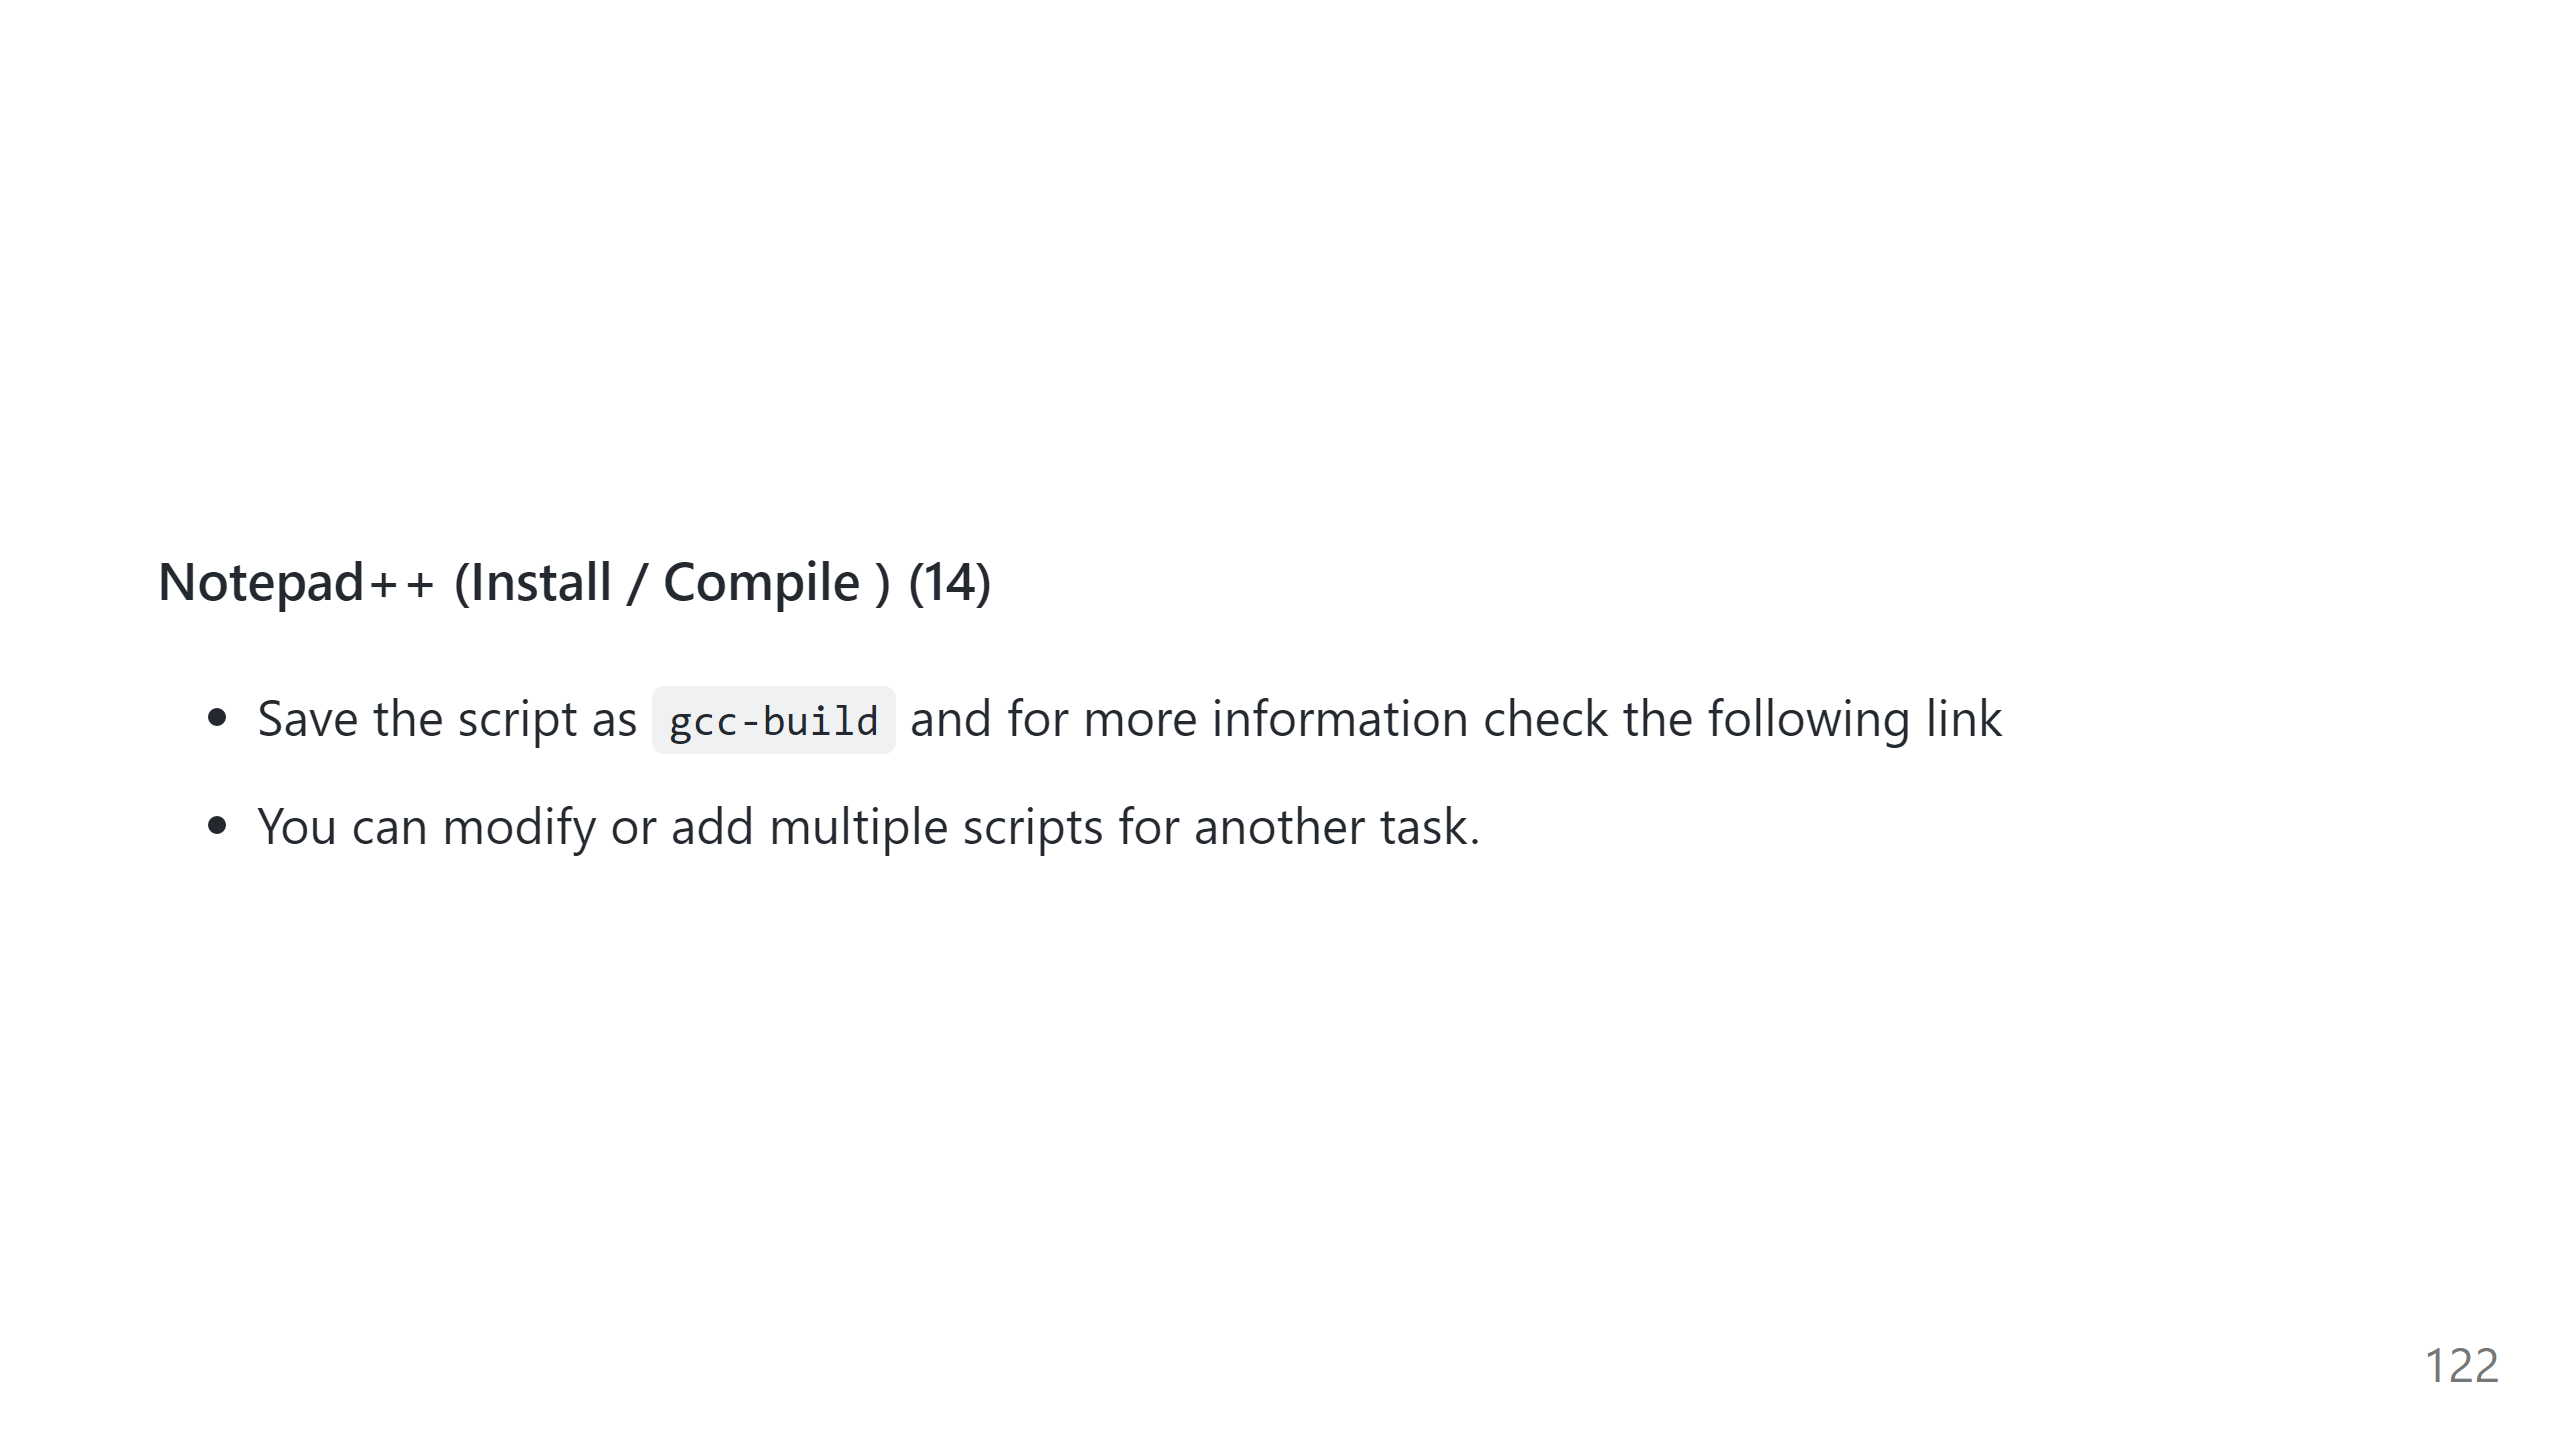 Notepad++ (Install / Compile ) (14)
Save the script as gcc-build and for more information check the following link
You can modify or add multiple scripts for another task.
122